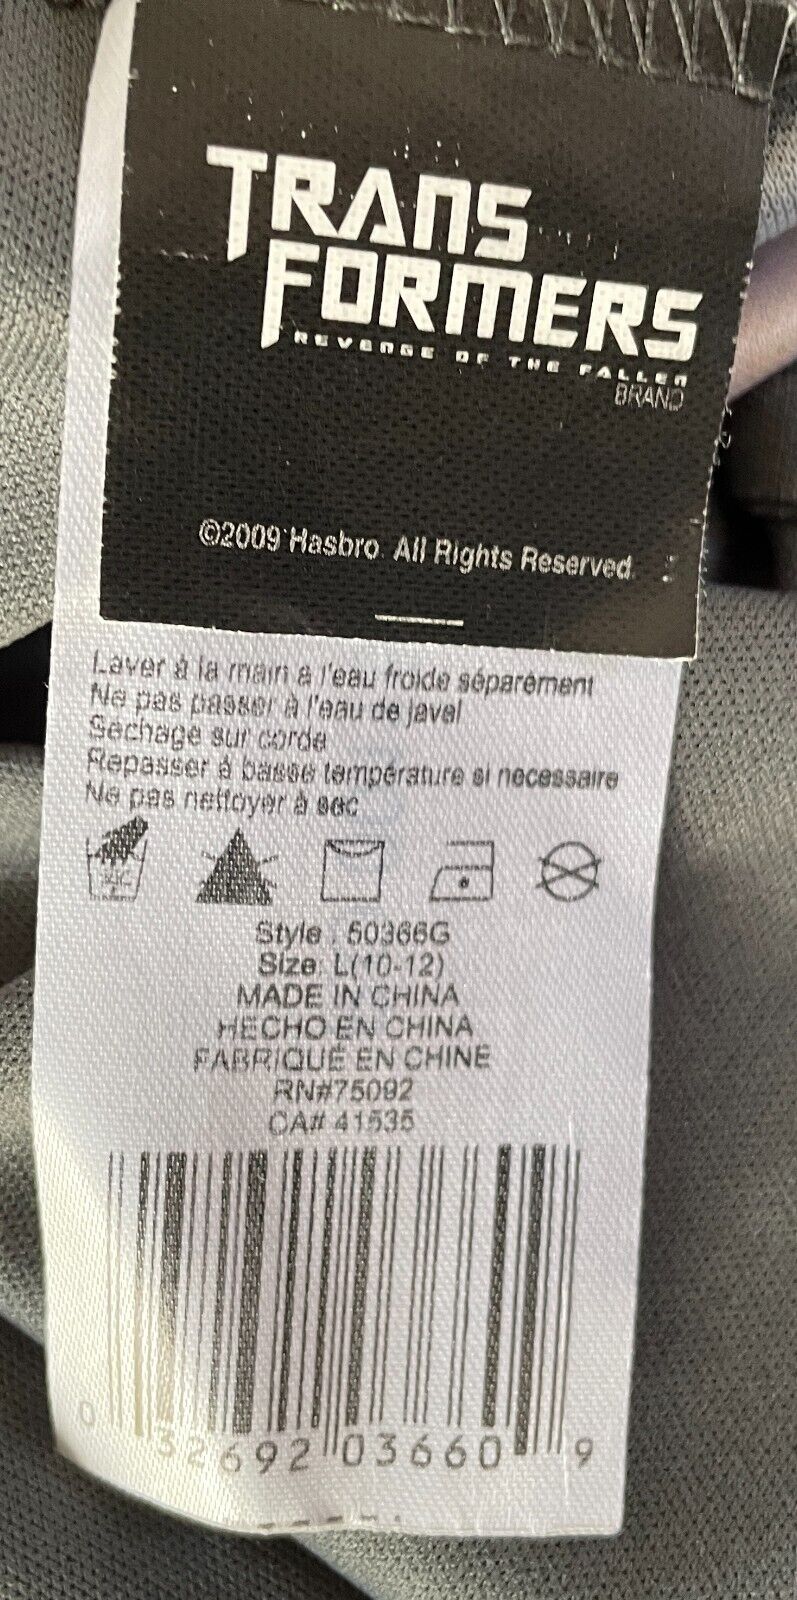 TRANS
FORMERS
REVENGE OF THE FALLEN
BRAND
©2009 Hasbro. All Rights Reserved.
Laver à la main a l'eau froide séparément
Ne pas passer à l'eau de javel
Sechage sur corde
Repasser à basse température si necessaire
Ne pas nettoyer à sec
Style : 50366G
Size: L(10-12)
MADE IN CHINA
HECHO EN CHINA
FABRIQUÉ EN CHINE
RN#75092
CA# 41535
0 32692 03660 9